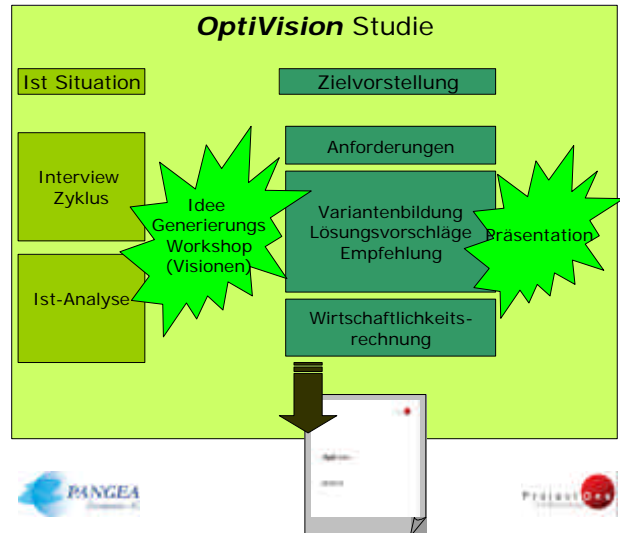 OptiVision Studie
Ist Situation
Zielvorstellung
Interview
Zyklus
Ist-Analyse
Idee
Generierungs
Workshop
(Visionen)
Anforderungen
Variantenbildung
Lösungsvorschläge
Empfehlung
Wirtschaftlichkeits-
rechnung
Präsentation
PANGEA